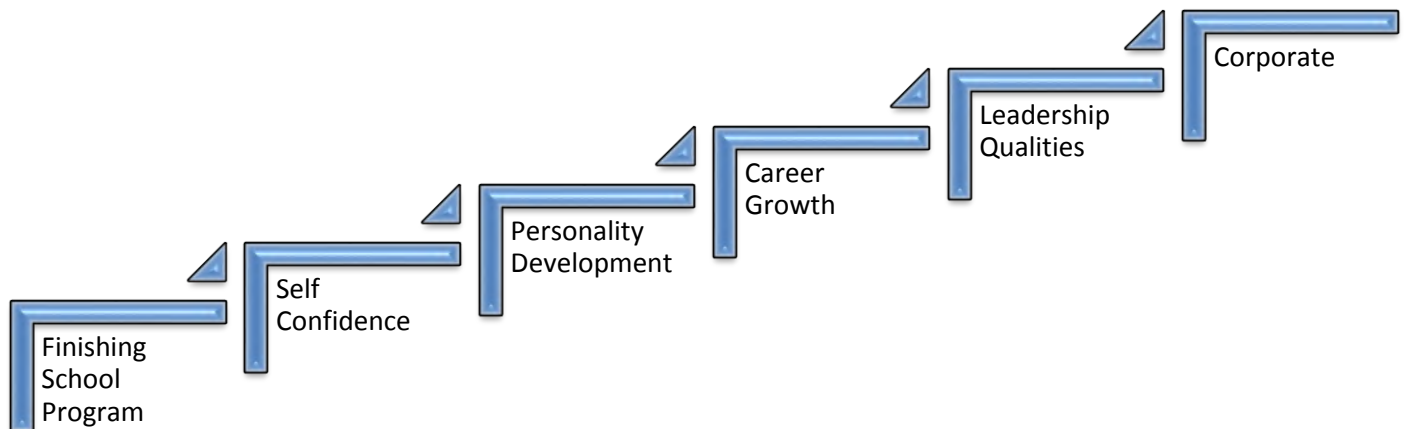 Finishing
School
Program
Self
Confidence
Personality
Development
Career
Growth
Leadership
Qualities
Corporate